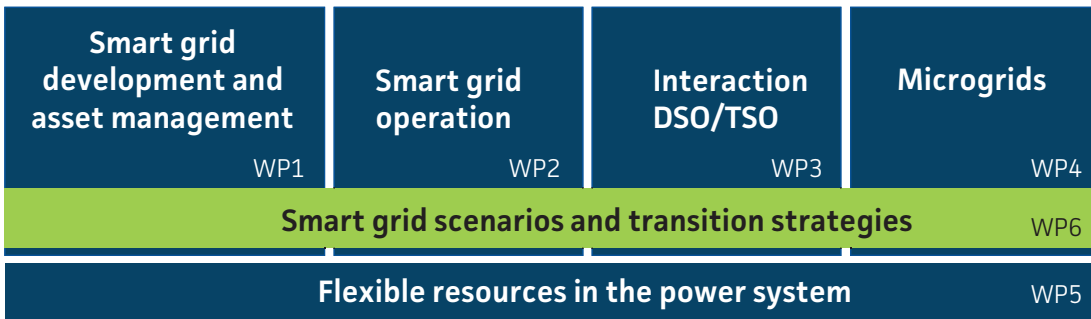 Smart grid
development and
asset management
WP1
Smart grid
operation
WP2
Interaction
DSO/TSO
WP3
Microgrids
WP4
Smart grid scenarios and transition strategies
WP6
Flexible resources in the power system
WP5